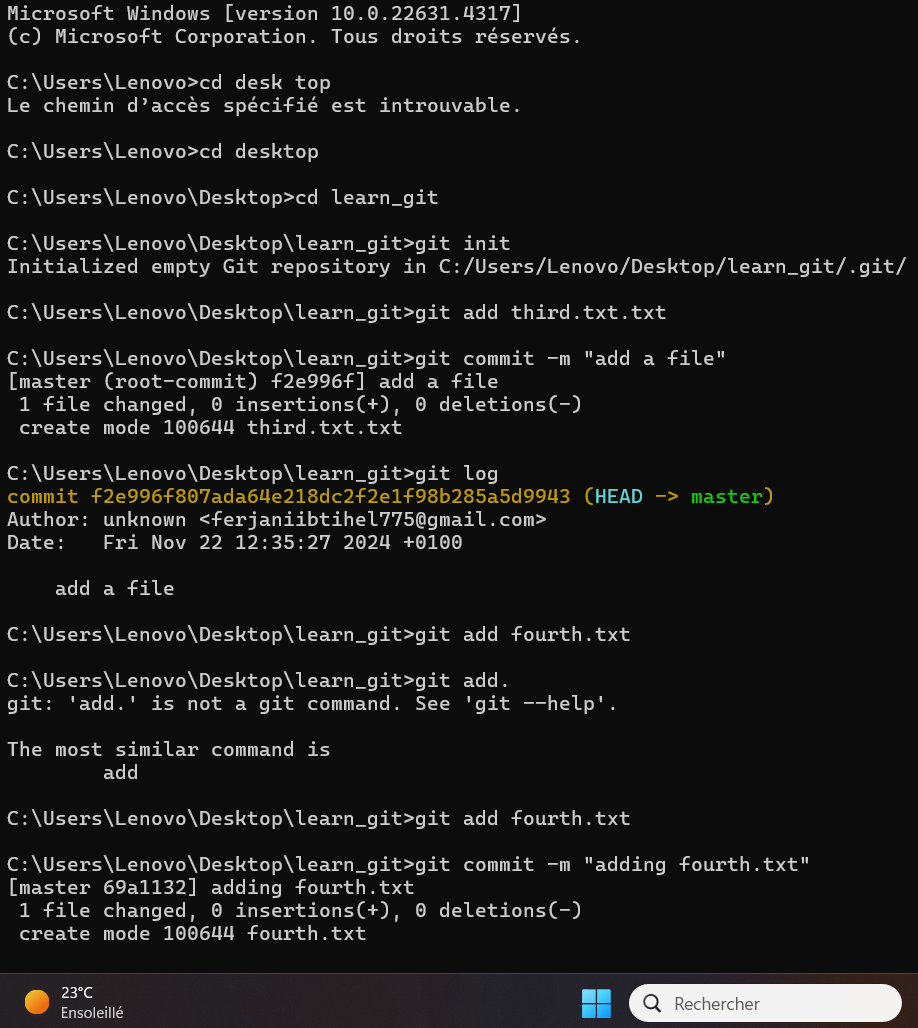 Microsoft Windows [version 10.0.22631.4317]
(c) Microsoft Corporation. Tous droits réservés.
C:\Users\Lenovo>cd desk top
Le chemin d’accès spécifié est introuvable.
C:\Users\Lenovo>cd desktop
C:\Users\Lenovo\Desktop>cd learn_git
C:\Users\Lenovo\Desktop\learn_git>git init
Initialized empty Git repository in C:/Users/Lenovo/Desktop/learn_git/.git/
C:\Users\Lenovo\Desktop\learn_git>git add third.txt.txt
C:\Users\Lenovo\Desktop\learn_git>git commit -m "add a file"
[master (root-commit) f2e996f] add a file
 1 file changed, 0 insertions(+), 0 deletions(-)
 create mode 100644 third.txt.txt
C:\Users\Lenovo\Desktop\learn_git>git log
commit f2e996f807ada64e218dc2f2e1f98b285a5d9943 (HEAD -> master)
Author: unknown <ferjaniibtihel775@gmail.com>
Date:   Fri Nov 22 12:35:27 2024 +0100
    add a file
C:\Users\Lenovo\Desktop\learn_git>git add fourth.txt
C:\Users\Lenovo\Desktop\learn_git>git add.
git: 'add.' is not a git command. See 'git --help'.
The most similar command is
        add
C:\Users\Lenovo\Desktop\learn_git>git add fourth.txt
C:\Users\Lenovo\Desktop\learn_git>git commit -m "adding fourth.txt"
[master 69a1132] adding fourth.txt
 1 file changed, 0 insertions(+), 0 deletions(-)
 create mode 100644 fourth.txt
23°C
Ensoleillé
Rechercher